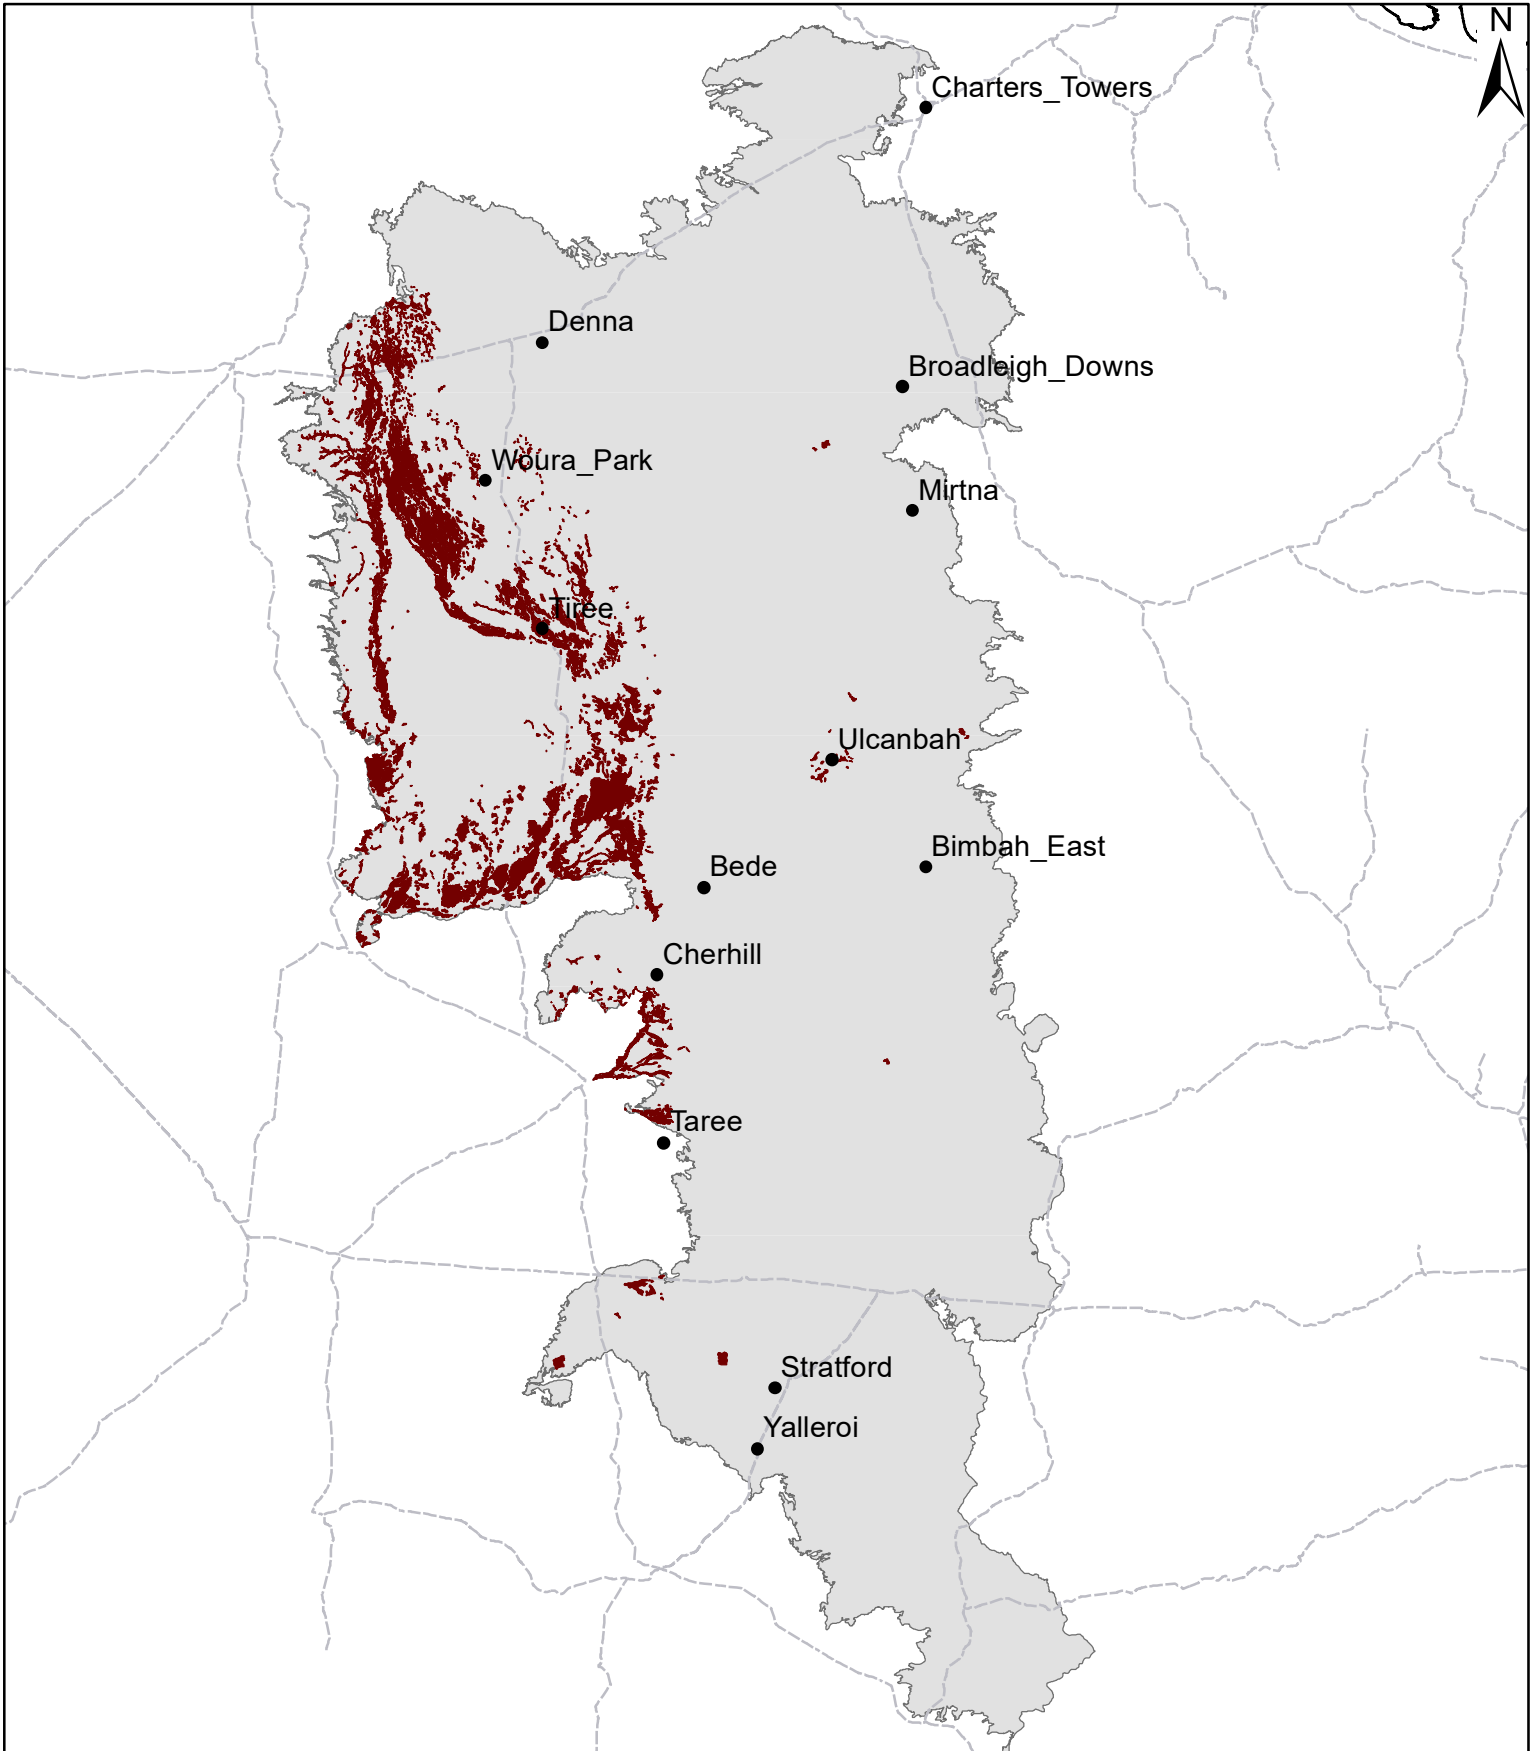 N
Charters_Towers
Denna
Broadleigh_Downs
Woura_Park
Mirtna
Tiree
Ulcanbah
Bimbah_East
Bede
Cherhill
Taree
Stratford
Yalleroi